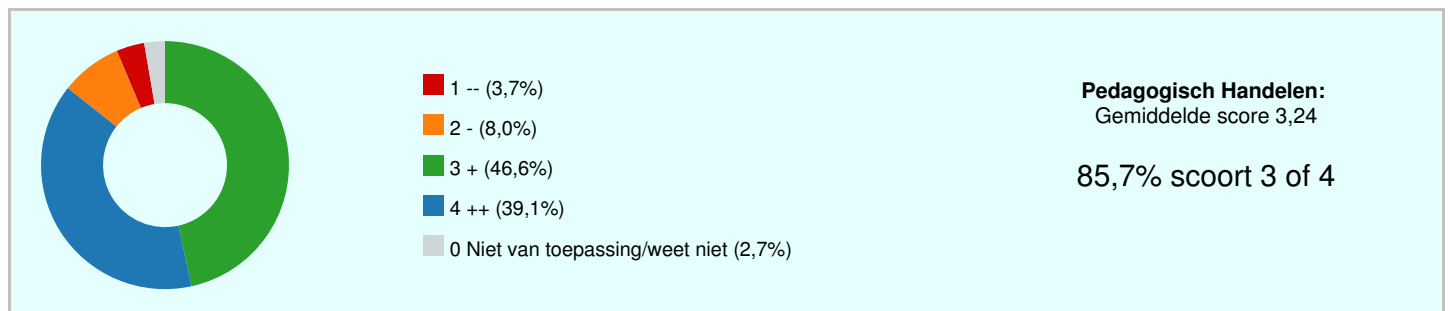 1 -- (3,7%)
2 - (8,0%)
3 + (46,6%)
4 ++ (39,1%)
0 Niet van toepassing/weet niet (2,7%)
Pedagogisch Handelen:
Gemiddelde score 3,24
85,7% scoort 3 of 4